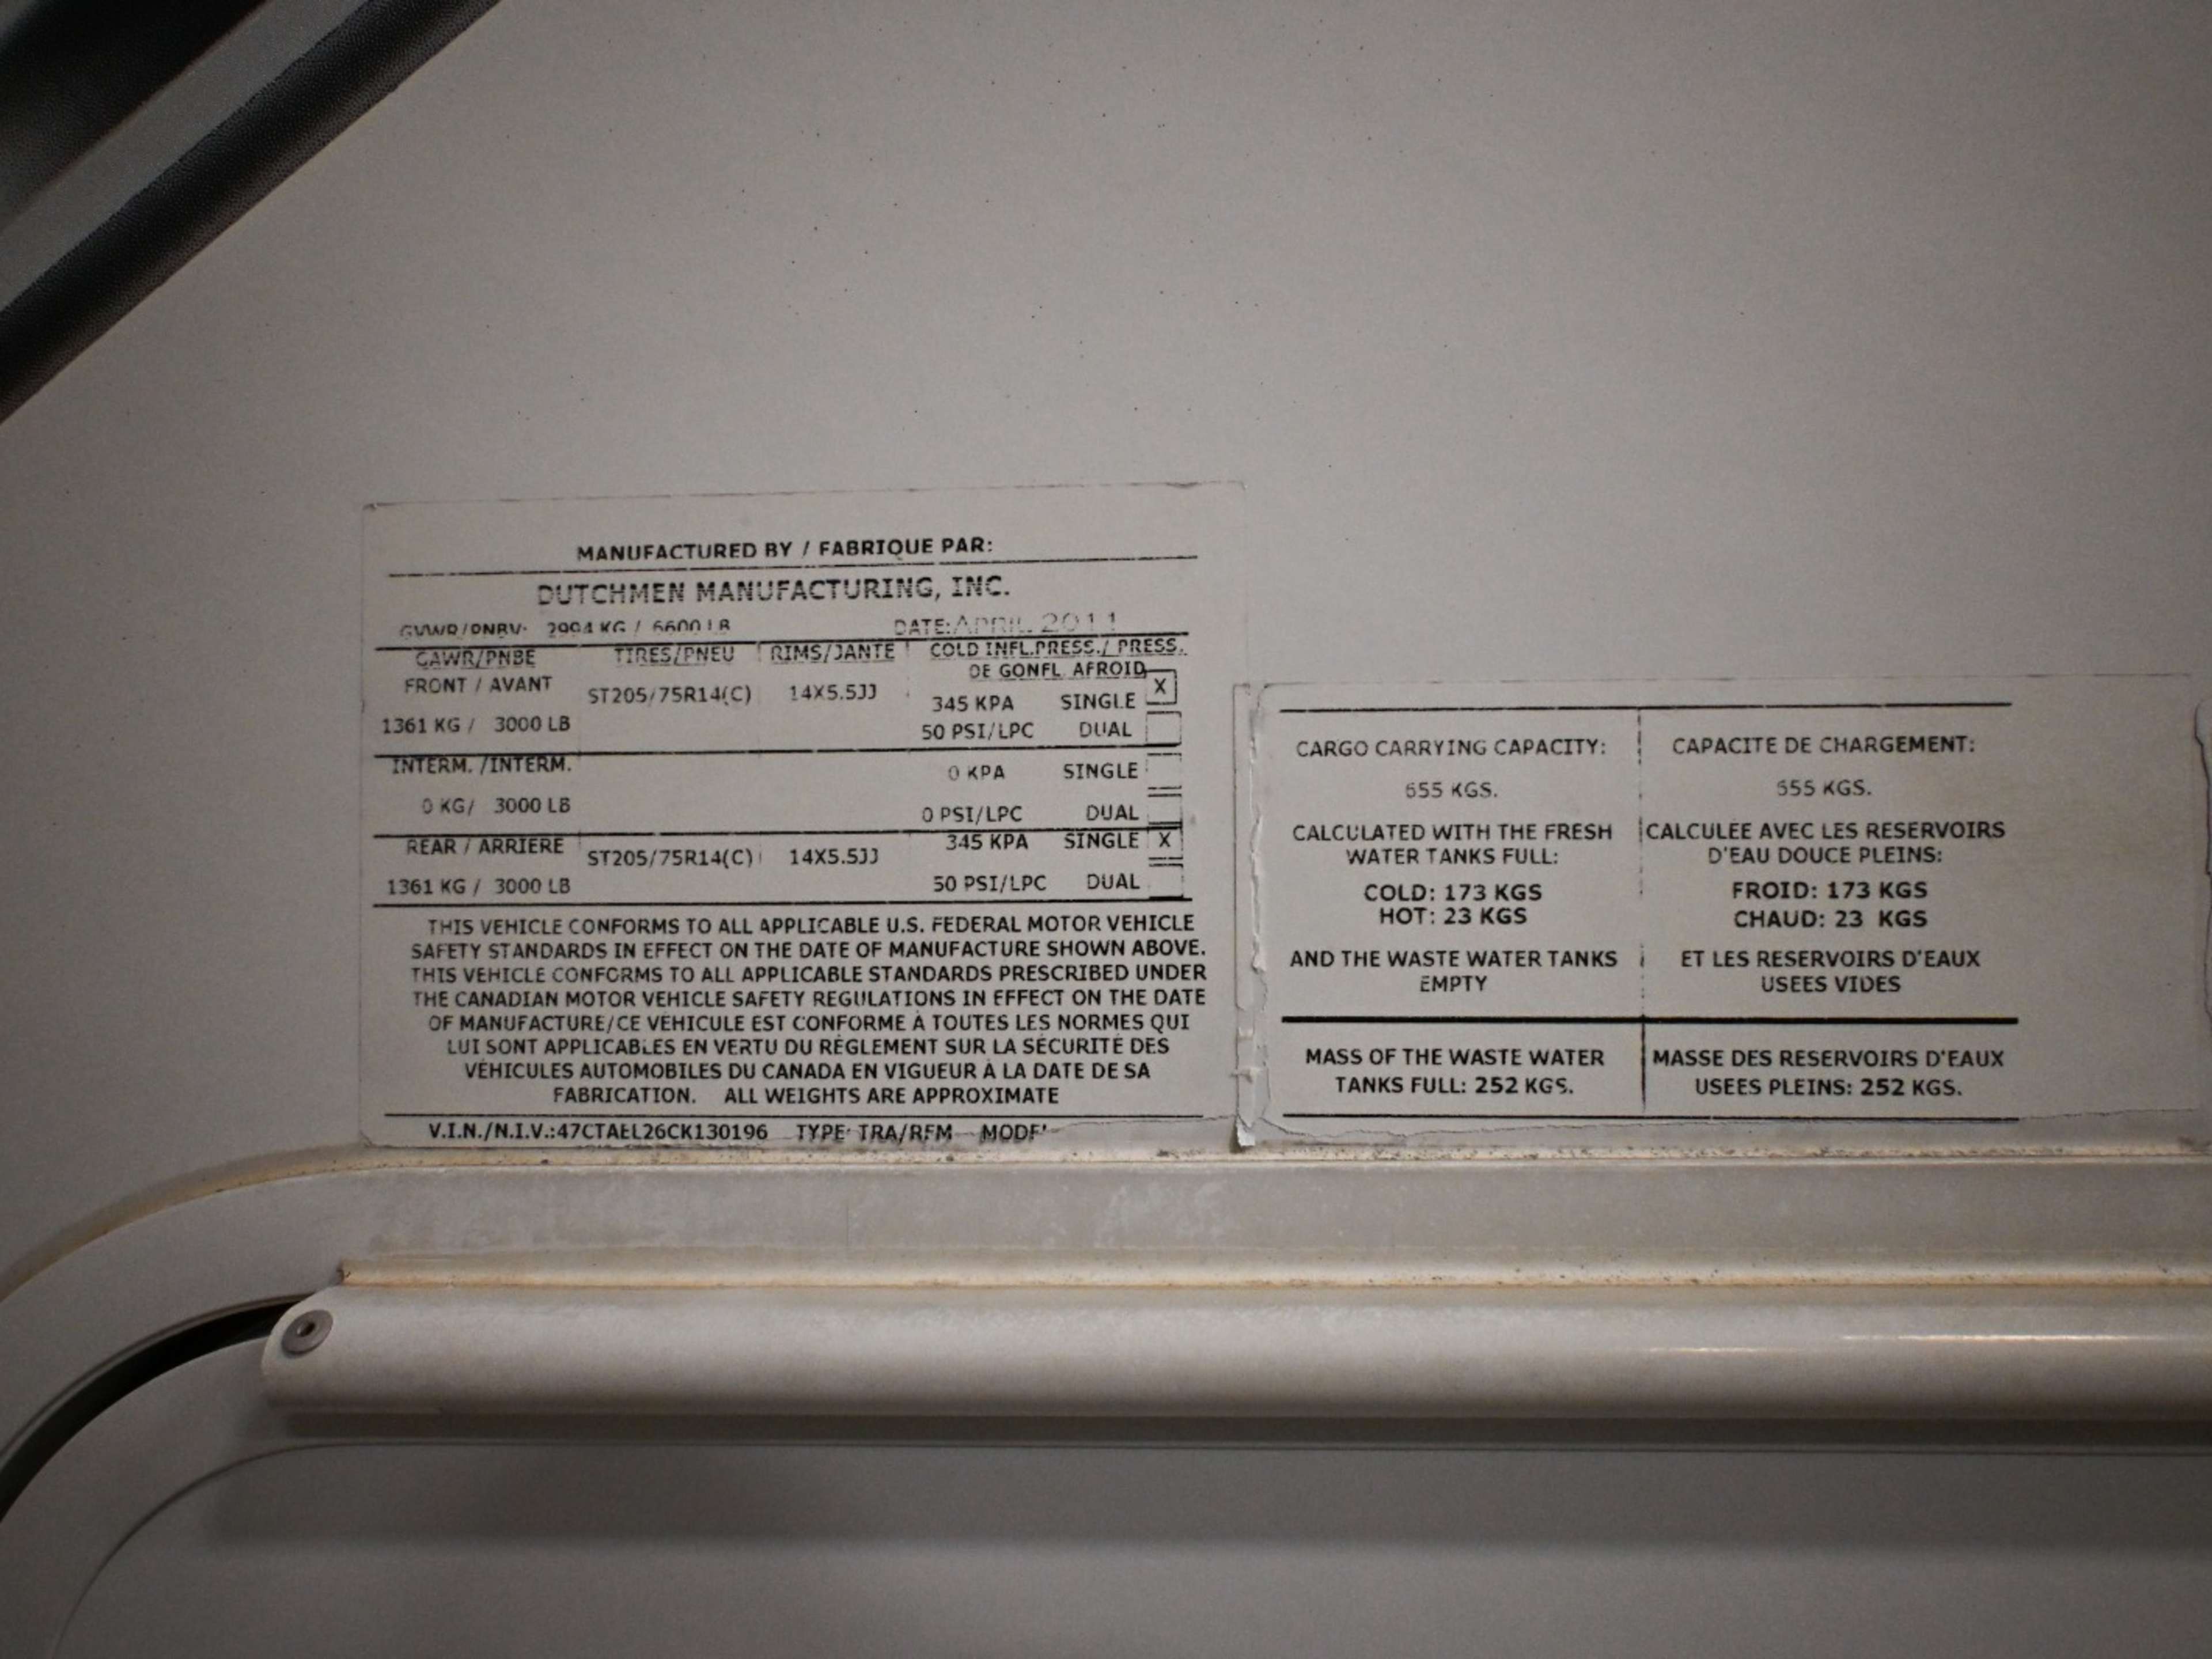 MANUFACTURED BY / FABRIQUE PAR:
DUTCHMEN MANUFACTURING, INC.
GVWR/PNBV: 2994 KG / 6600 LB DATE: APRIL 2011
GAWR/PNBE TIRES/PNEU RIMS/JANTE COLD INFL.PRESS./ PRESS.
DE GONFL AFROID
FRONT / AVANT ST205/75R14(C) 14X5.5JJ 345 KPA SINGLE X
1361 KG / 3000 LB 50 PSI/LPC DUAL
INTERM. /INTERM. 0 KPA SINGLE
0 KG/ 3000 LB 0 PSI/LPC DUAL
REAR / ARRIERE ST205/75R14(C) 14X5.5JJ 345 KPA SINGLE X
1361 KG / 3000 LB 50 PSI/LPC DUAL
THIS VEHICLE CONFORMS TO ALL APPLICABLE U.S. FEDERAL MOTOR VEHICLE
SAFETY STANDARDS IN EFFECT ON THE DATE OF MANUFACTURE SHOWN ABOVE.
THIS VEHICLE CONFORMS TO ALL APPLICABLE STANDARDS PRESCRIBED UNDER
THE CANADIAN MOTOR VEHICLE SAFETY REGULATIONS IN EFFECT ON THE DATE
OF MANUFACTURE/CE VÉHICULE EST CONFORME À TOUTES LES NORMES QUI
LUI SONT APPLICABLES EN VERTU DU RÉGLEMENT SUR LA SÉCURITÉ DES
VÉHICULES AUTOMOBILES DU CANADA EN VIGUEUR À LA DATE DE SA
FABRICATION. ALL WEIGHTS ARE APPROXIMATE
V.I.N./N.I.V.:47CTAEL26CK130196 TYPE: TRA/REM
CARGO CARRYING CAPACITY:
655 KGS.
CALCULATED WITH THE FRESH
WATER TANKS FULL:
COLD: 173 KGS
HOT: 23 KGS
AND THE WASTE WATER TANKS
EMPTY
MASS OF THE WASTE WATER
TANKS FULL: 252 KGS.
CAPACITE DE CHARGEMENT:
655 KGS.
CALCULEE AVEC LES RESERVOIRS
D'EAU DOUCE PLEINS:
FROID: 173 KGS
CHAUD: 23 KGS
ET LES RESERVOIRS D'EAUX
USEES VIDES
MASSE DES RESERVOIRS D'EAUX
USEES PLEINS: 252 KGS.